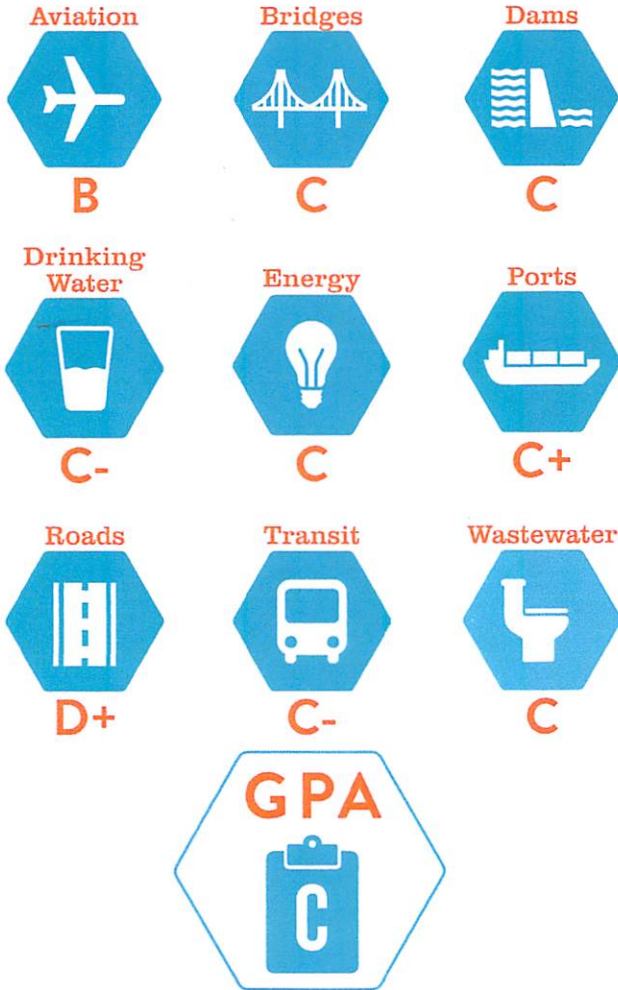 Aviation
Bridges
Dams
B
C
C
Drinking
Water
Energy
Ports
C-
C
C+
Roads
Transit
Wastewater
D+
C-
C
GPA
C